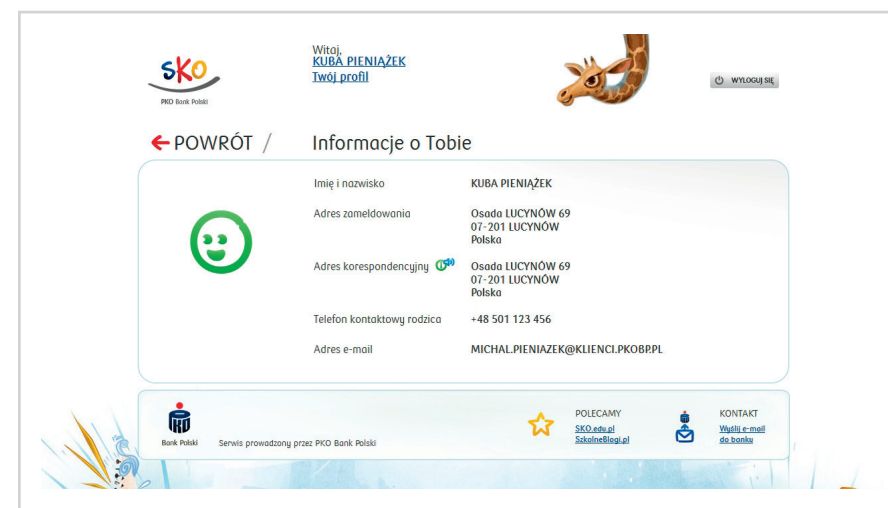 SKO
PKO Bank Polski
Witaj,
KUBA PIENIĄŻEK
Twój profil
WYLOGUJ SIĘ
POWRÓT / Informacje o Tobie
Imię i nazwisko KUBA PIENIĄŻEK
Adres zameldowania Osada LUCYNÓW 69
07-201 LUCYNÓW
Polska
Adres korespondencyjny Osada LUCYNÓW 69
07-201 LUCYNÓW
Polska
Telefon kontaktowy rodzica +48 501 123 456
Adres e-mail MICHAL.PIENIAZEK@KLIENCI.PKOBP.PL
Bank Polski
Serwis prowadzony przez PKO Bank Polski
POLECAMY
SKO.edu.pl
SzkolneBlogi.pl
KONTAKT
Wyślij e-mail
do banku